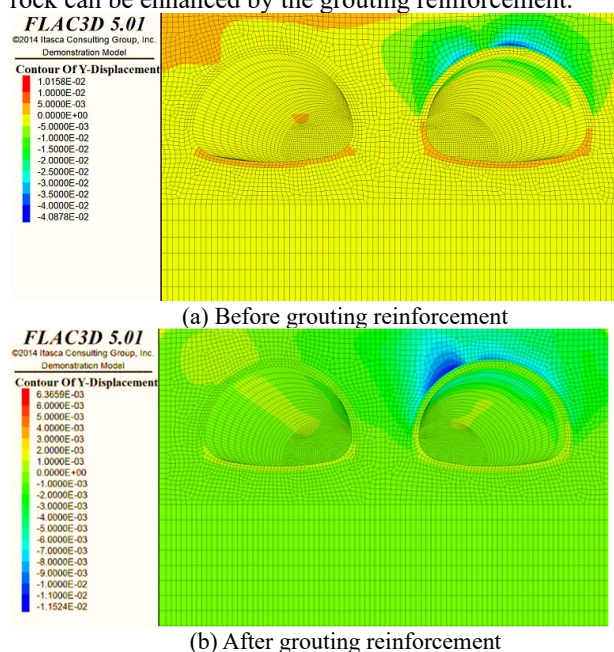 rock can be enhanced by the grouting reinforcement.
FLAC3D 5.01
©2014 Itasca Consulting Group, Inc.
Demonstration Model
Contour Of Y-Displacement
1.0158E-02
1.0000E-02
5.0000E-03
0.0000E+00
-5.0000E-03
-1.0000E-02
-1.5000E-02
-2.0000E-02
-2.5000E-02
-3.0000E-02
-3.5000E-02
-4.0000E-02
-4.0878E-02
(a) Before grouting reinforcement
FLAC3D 5.01
©2014 Itasca Consulting Group, Inc.
Demonstration Model
Contour Of Y-Displacement
6.3659E-03
6.0000E-03
5.0000E-03
4.0000E-03
3.0000E-03
2.0000E-03
1.0000E-03
0.0000E+00
-1.0000E-03
-2.0000E-03
-3.0000E-03
-4.0000E-03
-5.0000E-03
-6.0000E-03
-7.0000E-03
-8.0000E-03
-9.0000E-03
-1.0000E-02
-1.1000E-02
-1.1524E-02
(b) After grouting reinforcement